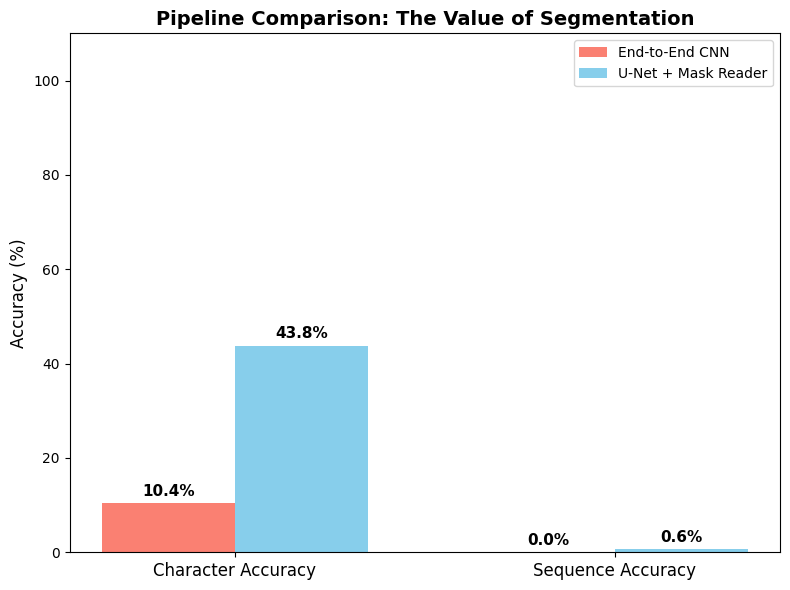 Pipeline Comparison: The Value of Segmentation
End-to-End CNN
U-Net + Mask Reader
Accuracy (%)
100
80
60
40
20
0
43.8%
10.4%
0.0%
0.6%
Character Accuracy
Sequence Accuracy